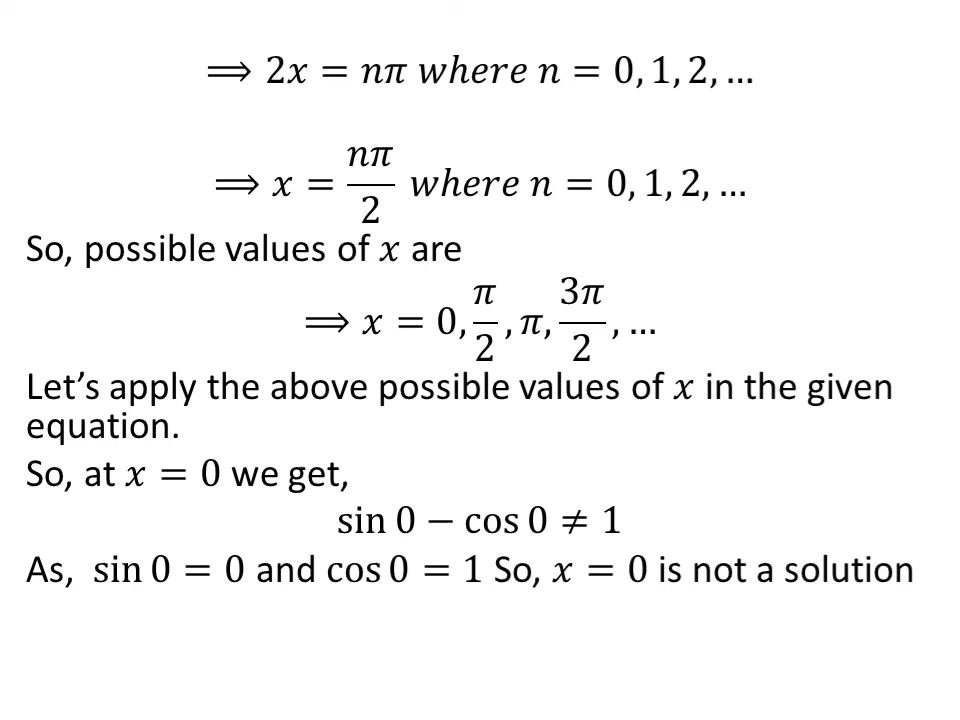 ⟹ 2𝑥 = 𝑛𝜋 𝑤ℎ𝑒𝑟𝑒 𝑛 = 0, 1, 2, …
⟹ 𝑥 = 𝑛𝜋/2 𝑤ℎ𝑒𝑟𝑒 𝑛 = 0, 1, 2, …
So, possible values of 𝑥 are
⟹ 𝑥 = 0, 𝜋/2, 𝜋, 3𝜋/2, …
Let’s apply the above possible values of 𝑥 in the given
equation.
So, at 𝑥 = 0 we get,
sin 0 − cos 0 ≠ 1
As, sin 0 = 0 and cos 0 = 1 So, 𝑥 = 0 is not a solution